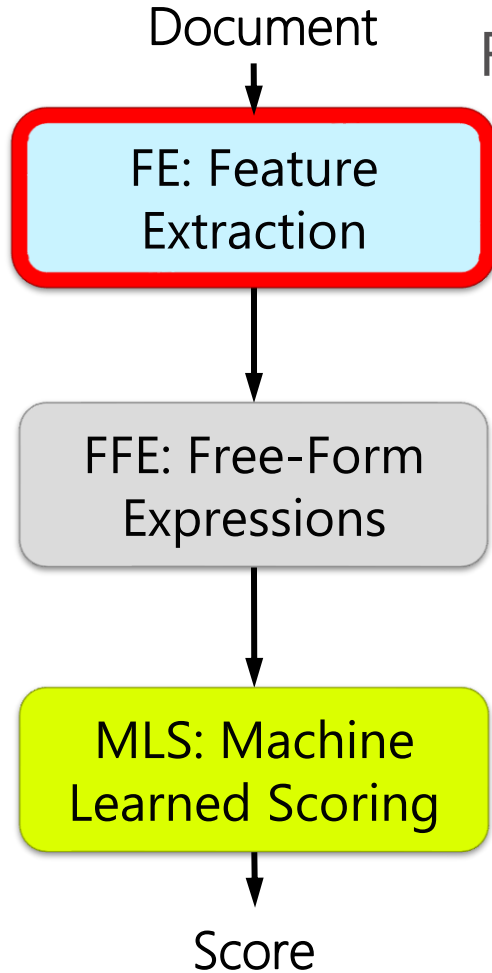 Document
FE: Feature
Extraction
FFE: Free-Form
Expressions
MLS: Machine
Learned Scoring
Score